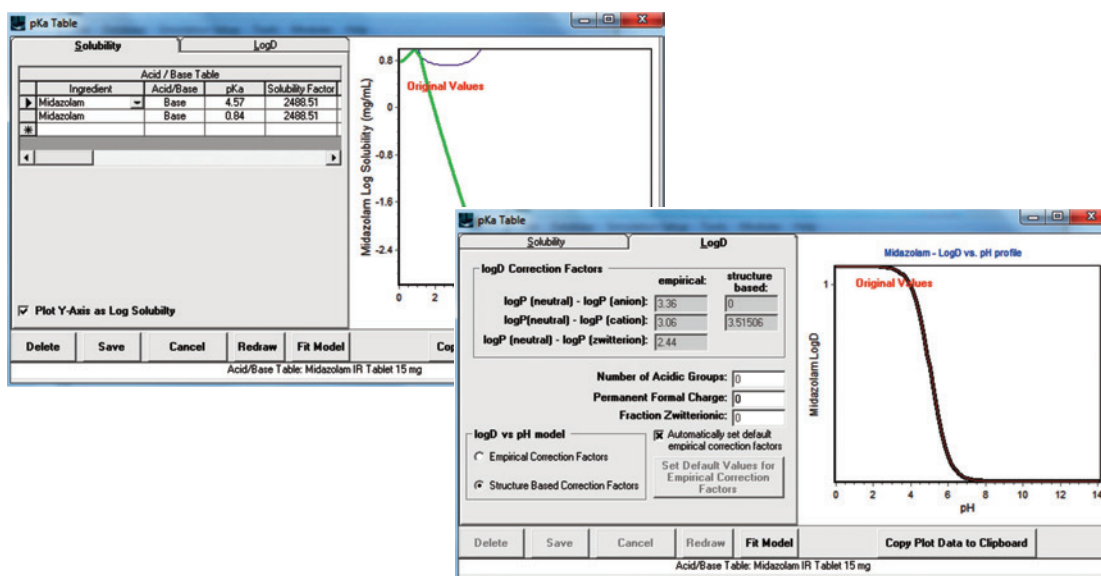 pKa Table
Solubility LogD
Acid / Base Table
Ingredient Acid/Base pKa Solubility Factor
Midazolam Base 4.57 2488.51
Midazolam Base 0.84 2488.51
Plot Y-Axis as Log Solubilty
Midazolam Log Solubility (mg/mL)
0.8
0
-0.8
-1.6
-2.4
0 2
Original Values
Delete Save Cancel Redraw Fit Model Cop
Acid/Base Table: Midazolam IR Tablet 15 mg
pKa Table
Solubility LogD
logD Correction Factors
empirical: structure based:
logP (neutral) - logP (anion): 3.36 0
logP(neutral) - logP (cation): 3.06 3.51506
logP (neutral) - logP (zwitterion): 2.44
Number of Acidic Groups: 0
Permanent Formal Charge: 0
Fraction Zwitterionic: 0
logD vs pH model
Empirical Correction Factors
Structure Based Correction Factors
Automatically set default
empirical correction factors
Set Default Values for
Empirical Correction
Factors
Midazolam - LogD vs. pH profile
Original Values
Midazolam LogD
1
0 2 4 6 8 10 12 14
pH
Delete Save Cancel Redraw Fit Model Copy Plot Data to Clipboard
Acid/Base Table: Midazolam IR Tablet 15 mg